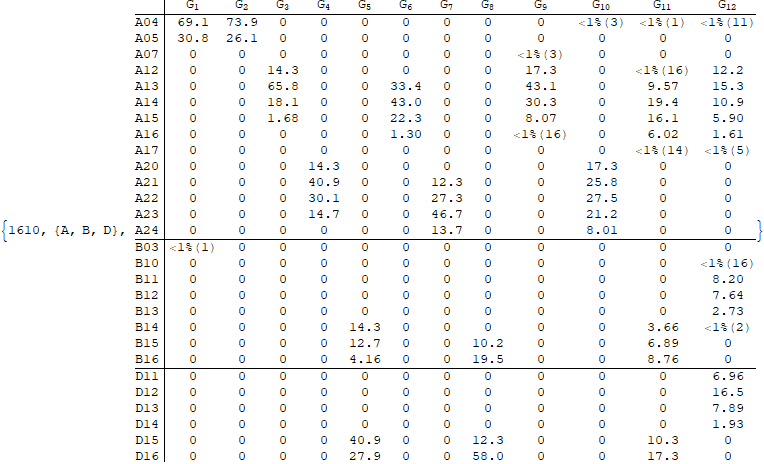 G1 G2 G3 G4 G5 G6 G7 G8 G9 G10 G11 G12
A04 69.1 73.9 0 0 0 0 0 0 0 <1%(3) <1%(1) <1%(11)
A05 30.8 26.1 0 0 0 0 0 0 0 0 0 0
A07 0 0 0 0 0 0 0 0 <1%(3) 0 0 0
A12 0 0 14.3 0 0 0 0 0 17.3 0 <1%(16) 12.2
A13 0 0 65.8 0 0 33.4 0 0 43.1 0 9.57 15.3
A14 0 0 18.1 0 0 43.0 0 0 30.3 0 19.4 10.9
A15 0 0 1.68 0 0 22.3 0 0 8.07 0 16.1 5.90
A16 0 0 0 0 0 1.30 0 0 <1%(16) 0 6.02 1.61
A17 0 0 0 0 0 0 0 0 0 0 <1%(14) <1%(5)
A20 0 0 0 14.3 0 0 0 0 0 17.3 0 0
A21 0 0 0 40.9 0 0 12.3 0 0 25.8 0 0
A22 0 0 0 30.1 0 0 27.3 0 0 27.5 0 0
A23 0 0 0 14.7 0 0 46.7 0 0 21.2 0 0
{1610, {A, B, D}, A24 0 0 0 0 0 0 13.7 0 0 8.01 0 0 }
B03 <1%(1) 0 0 0 0 0 0 0 0 0 0 0
B10 0 0 0 0 0 0 0 0 0 0 0 <1%(16)
B11 0 0 0 0 0 0 0 0 0 0 0 8.20
B12 0 0 0 0 0 0 0 0 0 0 0 7.64
B13 0 0 0 0 0 0 0 0 0 0 0 2.73
B14 0 0 0 0 14.3 0 0 0 0 0 3.66 <1%(2)
B15 0 0 0 0 12.7 0 0 10.2 0 0 6.89 0
B16 0 0 0 0 4.16 0 0 19.5 0 0 8.76 0
D11 0 0 0 0 0 0 0 0 0 0 0 6.96
D12 0 0 0 0 0 0 0 0 0 0 0 16.5
D13 0 0 0 0 0 0 0 0 0 0 0 7.89
D14 0 0 0 0 0 0 0 0 0 0 0 1.93
D15 0 0 0 0 40.9 0 0 12.3 0 0 10.3 0
D16 0 0 0 0 27.9 0 0 58.0 0 0 17.3 0